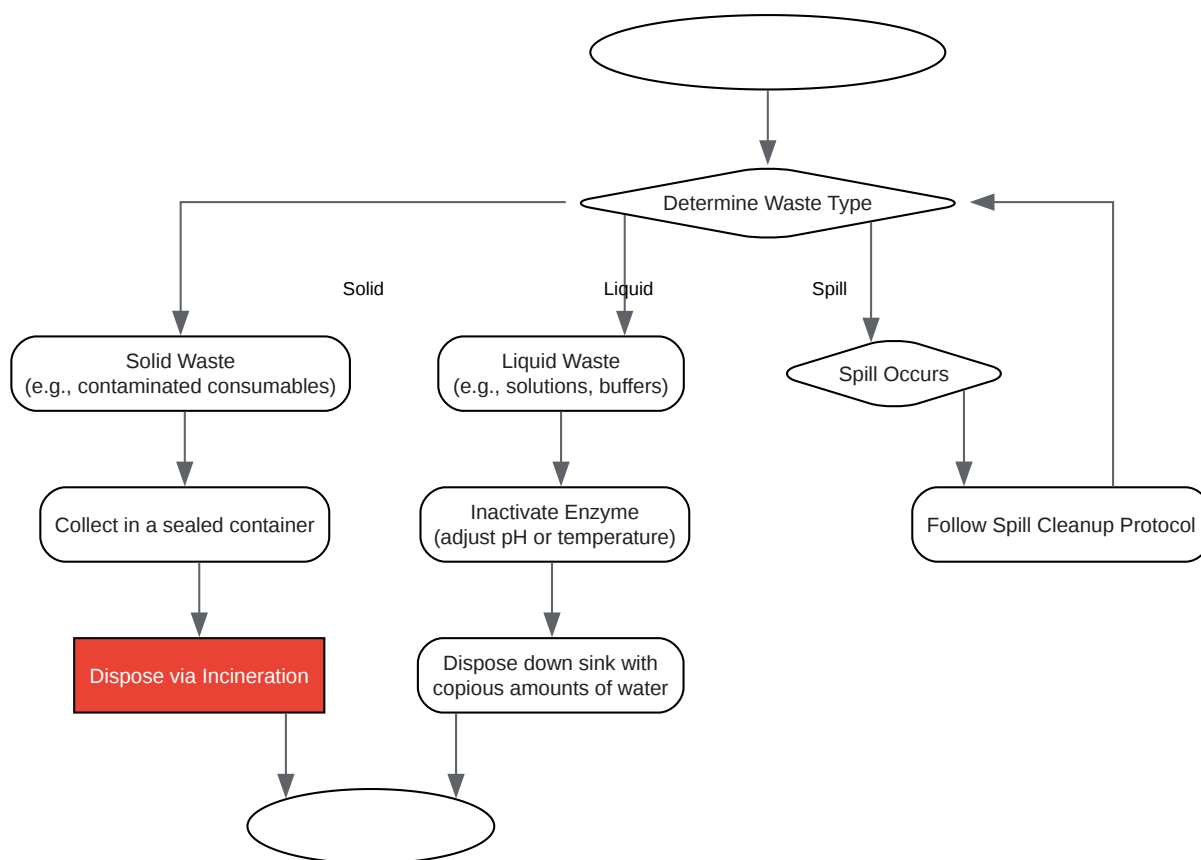 Determine Waste Type
Solid
Liquid
Spill
Solid Waste
(e.g., contaminated consumables)
Liquid Waste
(e.g., solutions, buffers)
Spill Occurs
Collect in a sealed container
Inactivate Enzyme
(adjust pH or temperature)
Follow Spill Cleanup Protocol
Dispose via Incineration
Dispose down sink with
copious amounts of water